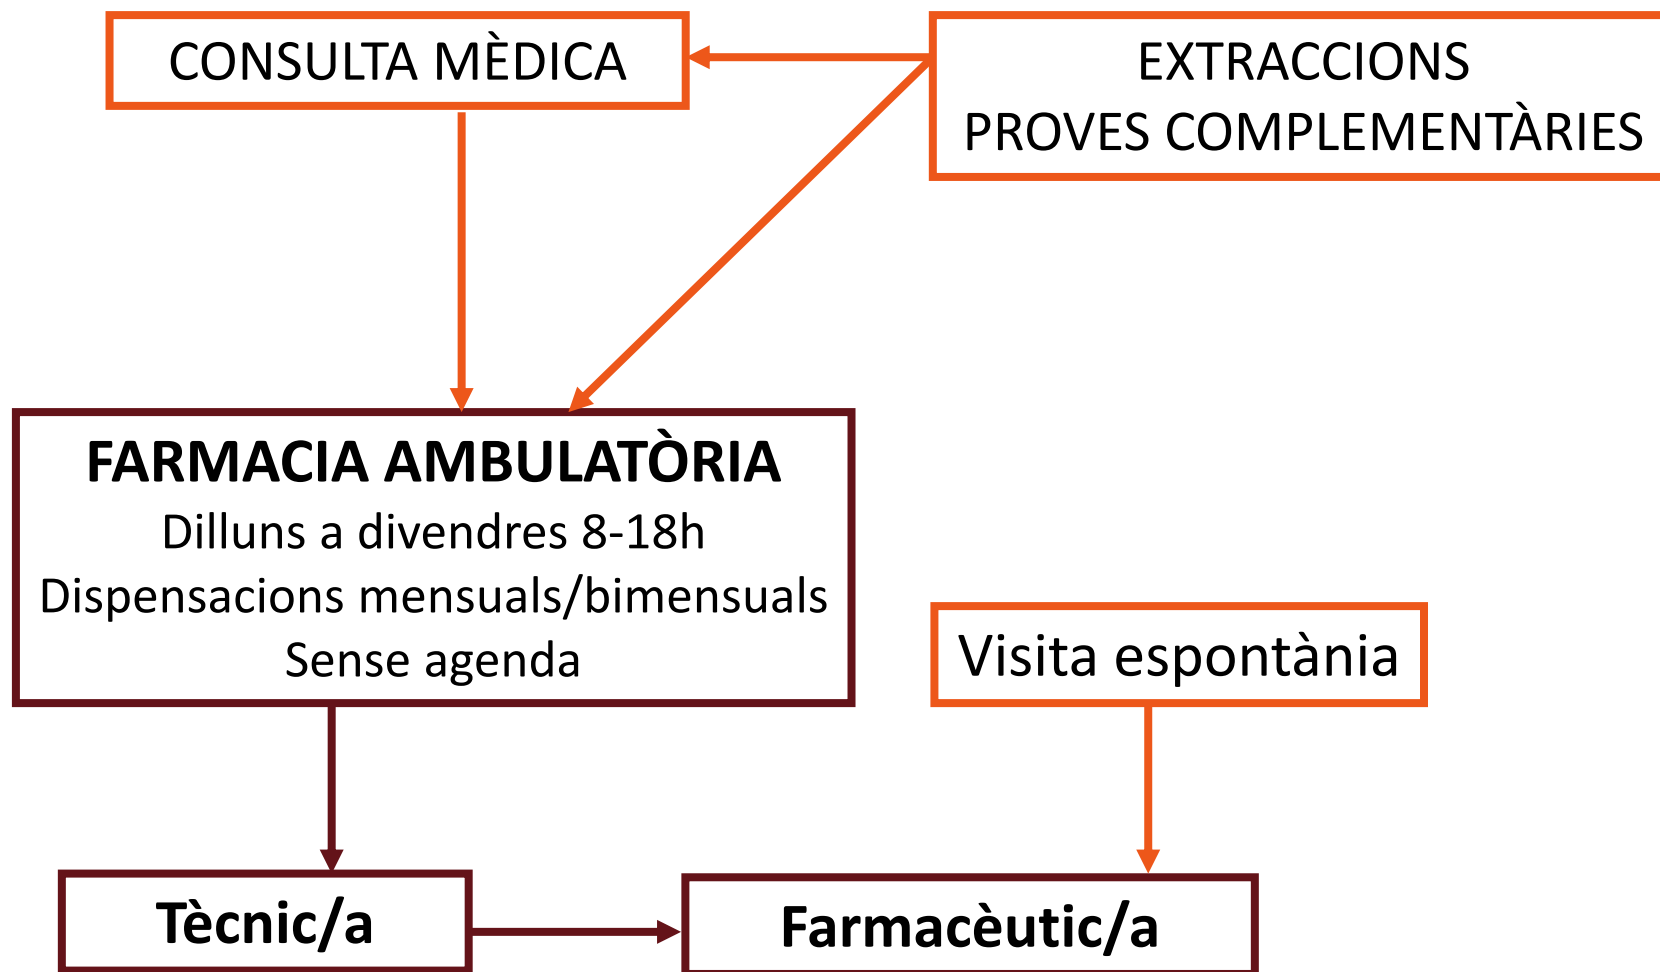 CONSULTA MÈDICA
EXTRACCIONS
PROVES COMPLEMENTÀRIES
FARMACIA AMBULATÒRIA
Dilluns a divendres 8-18h
Dispensacions mensuals/bimensuals
Sense agenda
Visita espontània
Tècnic/a
Farmacèutic/a